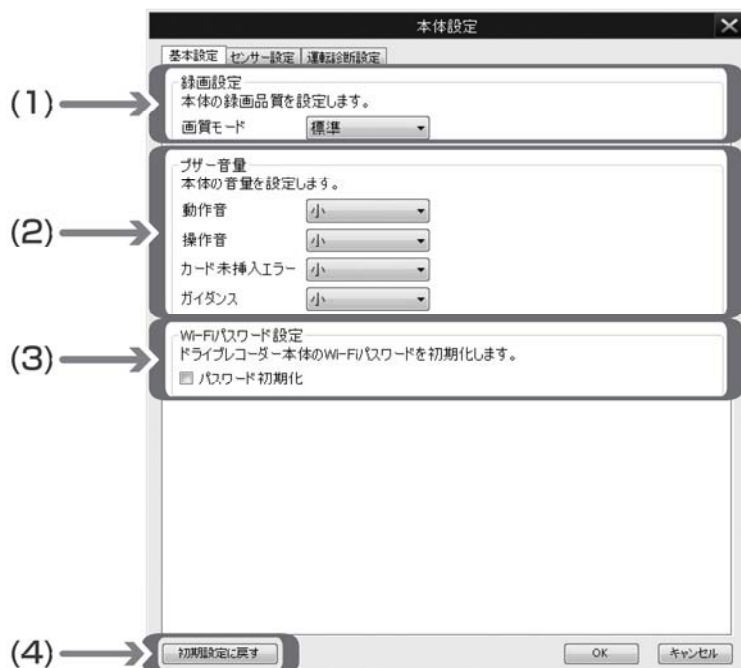 本体設定
基本設定 センサー設定 運転診断設定
(1)
録画設定
本体の録画品質を設定します。
画質モード 標準
(2)
ブザー音量
本体の音量を設定します。
動作音 小
操作音 小
カード未挿入エラー 小
ガイダンス 小
(3)
Wi-Fiパスワード設定
ドライブレコーダー本体のWi-Fiパスワードを初期化します。
パスワード初期化
(4)
初期設定に戻す OK キャンセル